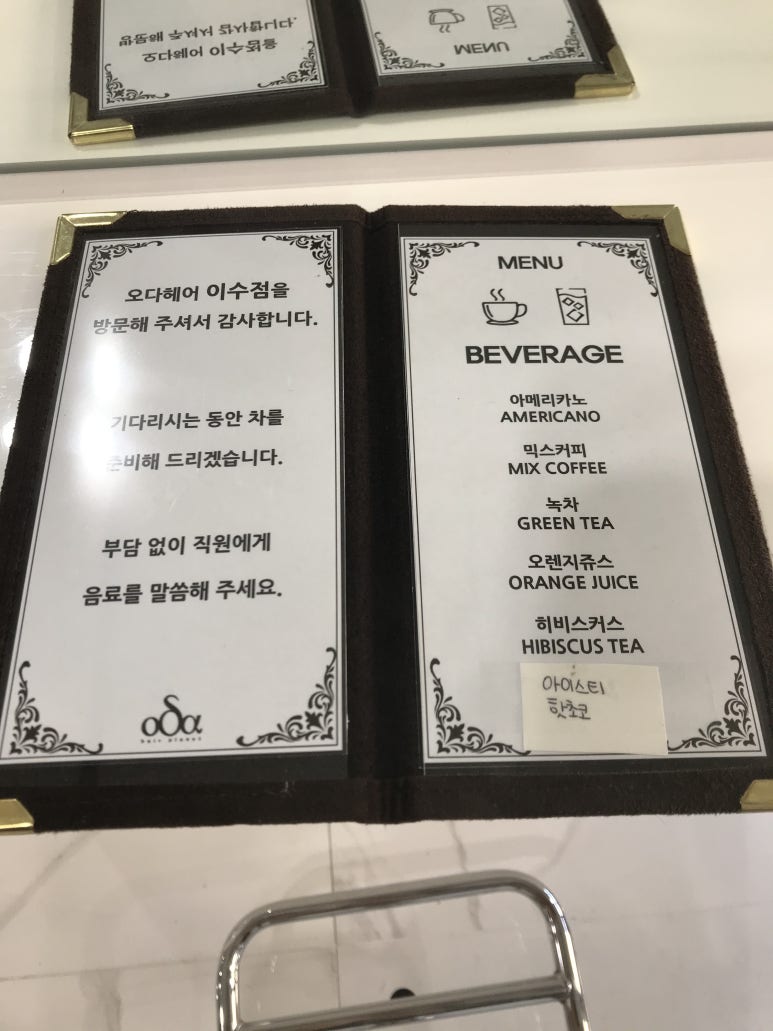 오다헤어 이수점을
방문해 주셔서 감사합니다.
기다리시는 동안 차를
준비해 드리겠습니다.
부담 없이 직원에게
음료를 말씀해 주세요.
oδα
hair planet
MENU
BEVERAGE
아메리카노
AMERICANO
믹스커피
MIX COFFEE
녹차
GREEN TEA
오렌지쥬스
ORANGE JUICE
히비스커스
HIBISCUS TEA
아이스티
핫초코